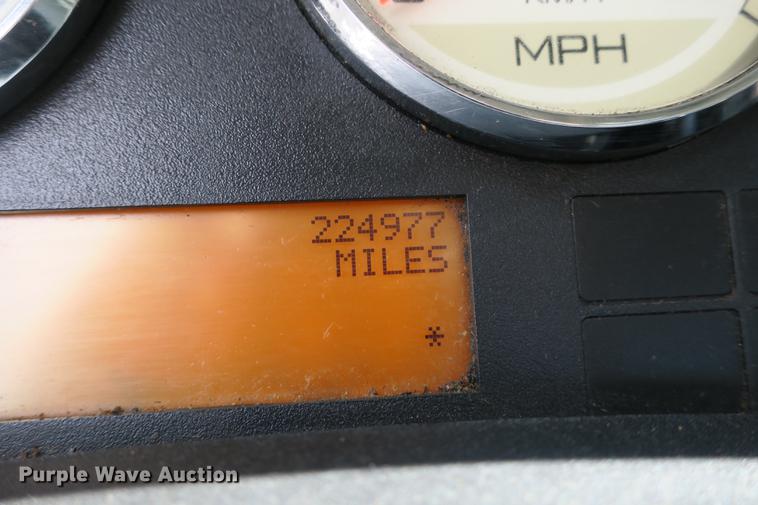 MPH
224977
MILES
*
Purple Wave Auction